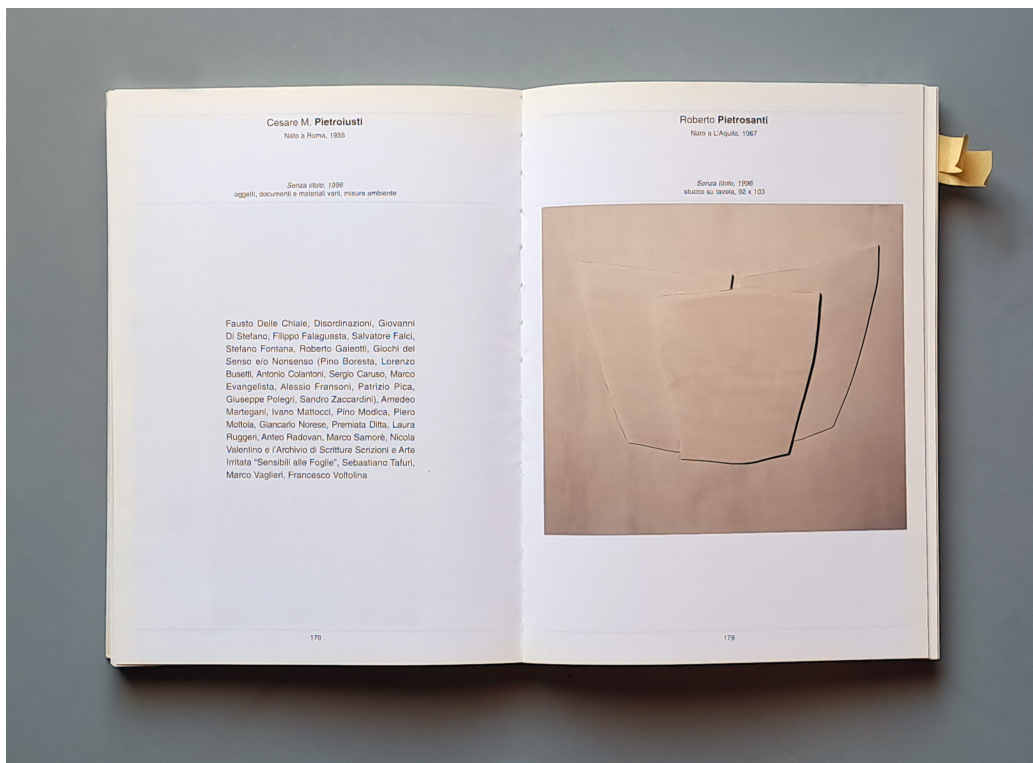 Cesare M. Pietroiusti
Nato a Roma, 1955
Senza titolo, 1996
oggetti, documenti e materiali varii, misura ambiente
Fausto Delle Chiaie, Disordinazioni, Giovanni
Di Stefano, Filippo Falaguasta, Salvatore Falci,
Stefano Fontana, Roberto Galeotti, Giochi del
Senso e/o Nonsenso (Pino Boresta, Lorenzo
Busetti, Antonio Colantoni, Sergio Caruso, Marco
Evangelista, Alessio Fransoni, Patrizio Pica,
Giuseppe Polegri, Sandro Zaccardini), Amedeo
Martegani, Ivano Mattocci, Pino Modica, Piero
Mottola, Giancarlo Norese, Premiata Ditta, Laura
Ruggeri, Anteo Radovan, Marco Samorè, Nicola
Valentino e l'Archivio di Scritture Scrizioni e Arte
Irritata "Sensibili alle Foglie", Sebastiano Tafuri,
Marco Vaglieri, Francesco Voltolina
Roberto Pietrosanti
Nato a L'Aquila, 1967
Senza titolo, 1996
stucco su tavola, 92 x 103
179